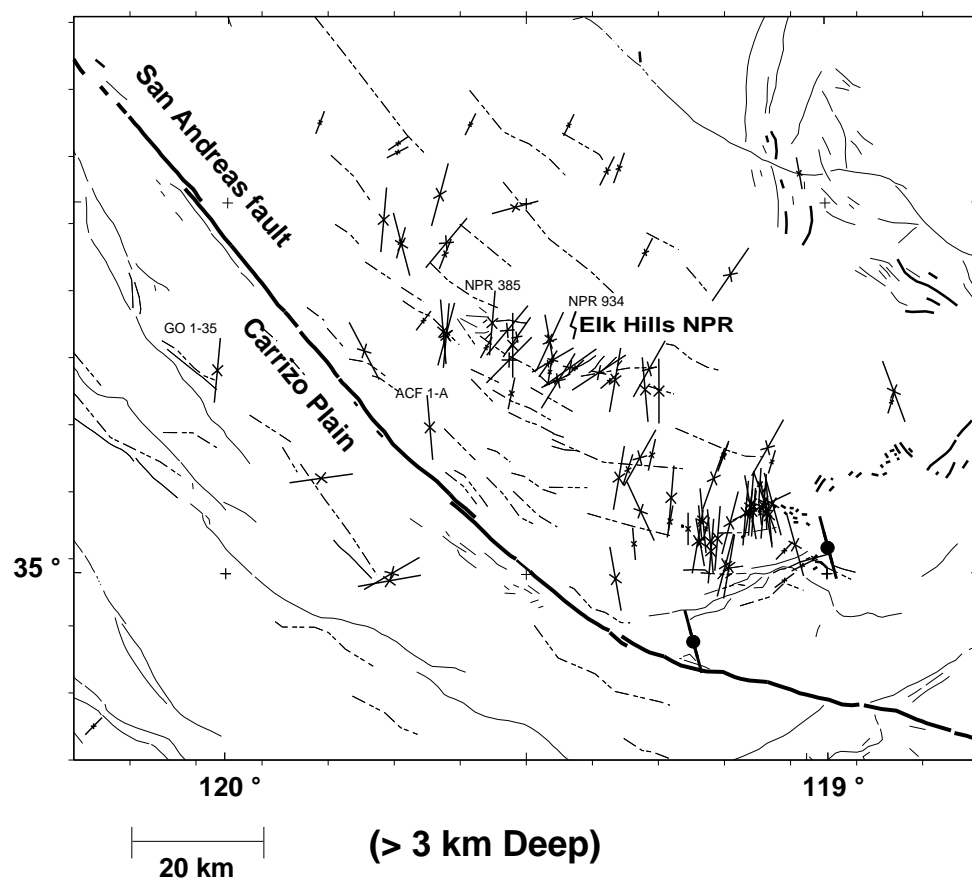 San Andreas fault
NPR 385
NPR 934
Elk Hills NPR
GO 1-35
Carrizo Plain
ACF 1-A
35 °
120 °
119 °
(> 3 km Deep)
20 km